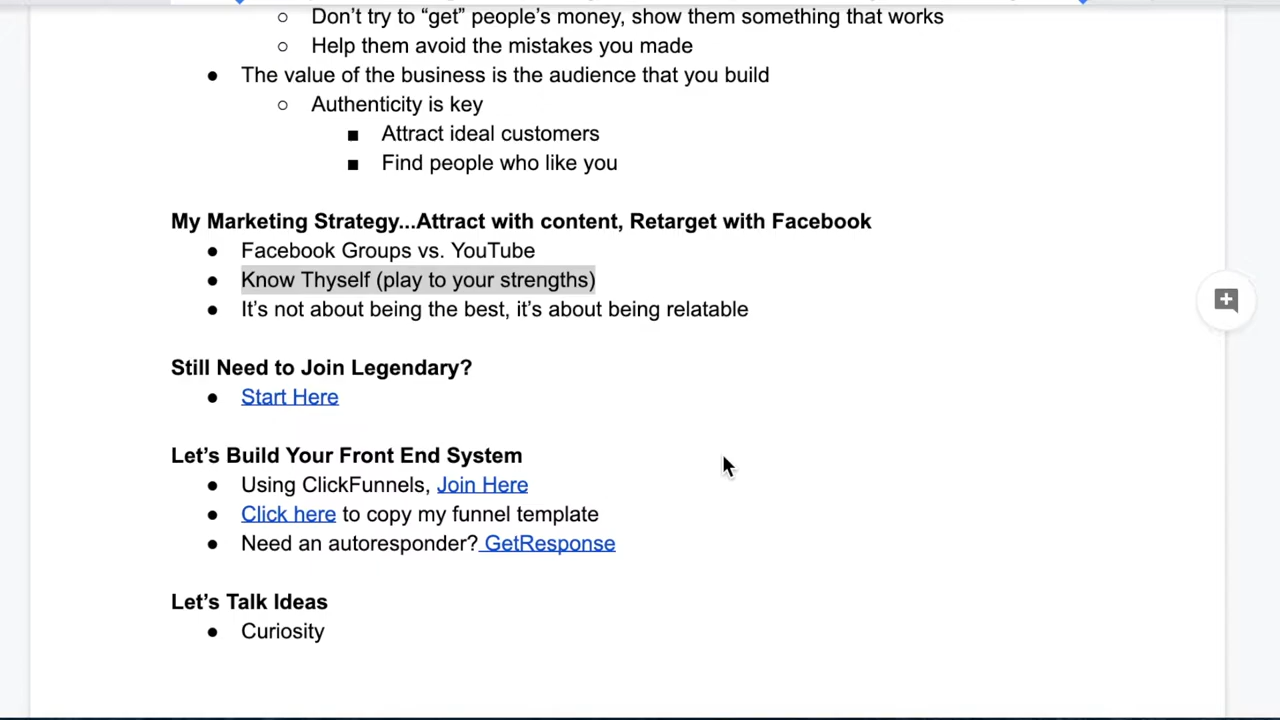 ○ Don’t try to “get” people’s money, show them something that works
○ Help them avoid the mistakes you made
● The value of the business is the audience that you build
○ Authenticity is key
■ Attract ideal customers
■ Find people who like you
My Marketing Strategy...Attract with content, Retarget with Facebook
● Facebook Groups vs. YouTube
● Know Thyself (play to your strengths)
● It’s not about being the best, it’s about being relatable
Still Need to Join Legendary?
● Start Here
Let’s Build Your Front End System
● Using ClickFunnels, Join Here
● Click here to copy my funnel template
● Need an autoresponder? GetResponse
Let’s Talk Ideas
● Curiosity